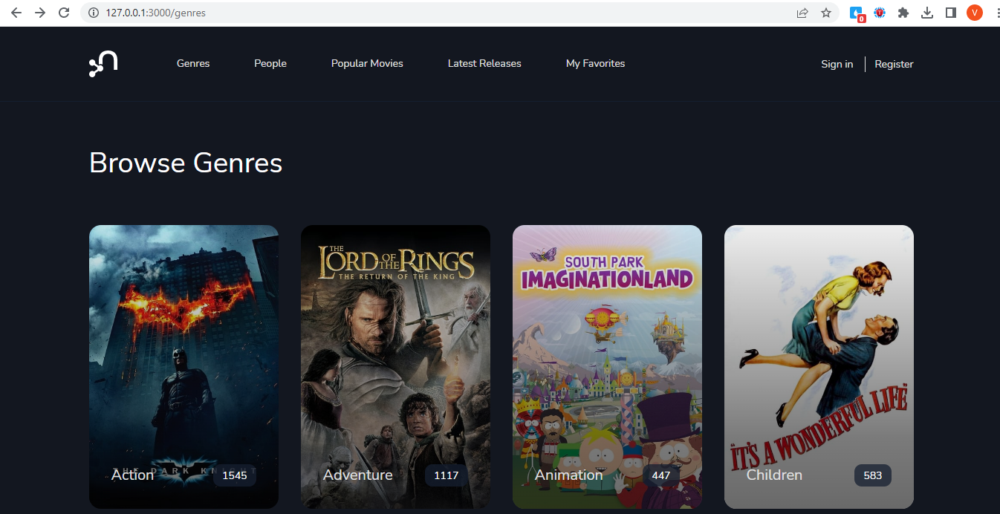 127.0.0.1:3000/genres
0
V
Genres
People
Popular Movies
Latest Releases
My Favorites
Sign in
Register
Browse Genres
THE DARK KNIGHT
Action
1545
THE
LORD OF THE RINGS
THE RETURN OF THE KING
Adventure
1117
SOUTH PARK
IMAGINATIONLAND
Animation
447
IT'S A WONDERFUL LIFE
Children
583